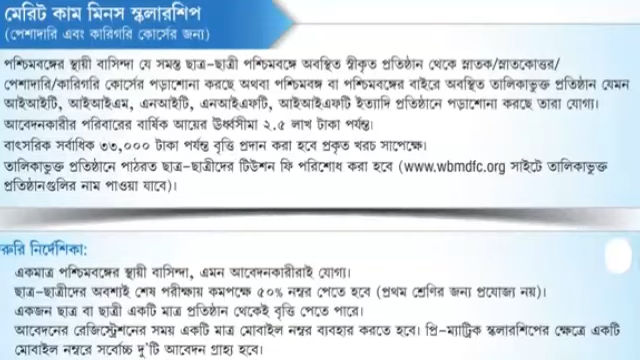 মেরিট কাম মিনস স্কলারশিপ
(পেশাদারি এবং কারিগরি কোর্সের জন্য)
পশ্চিমবঙ্গের স্থায়ী বাসিন্দা যে সমস্ত ছাত্র-ছাত্রী পশ্চিমবঙ্গে অবস্থিত স্বীকৃত প্রতিষ্ঠান থেকে স্নাতক/স্নাতকোত্তর/
পেশাদারি/কারিগরি কোর্সের পড়াশোনা করছে অথবা পশ্চিমবঙ্গ বা পশ্চিমবঙ্গের বাইরে অবস্থিত তালিকাভুক্ত প্রতিষ্ঠান যেমন
আইআইটি, আইআইএম, এনআইটি, এনআইএফটি, আইআইএফটি ইত্যাদি প্রতিষ্ঠানে পড়াশোনা করছে তারা যোগ্য।
আবেদনকারীর পরিবারের বার্ষিক আয়ের ঊর্ধ্বসীমা ২.৫ লাখ টাকা পর্যন্ত।
বাৎসরিক সর্বাধিক ৩৩,০০০ টাকা পর্যন্ত বৃত্তি প্রদান করা হবে প্রকৃত খরচ সাপেক্ষে।
তালিকাভুক্ত প্রতিষ্ঠানে পাঠরত ছাত্র-ছাত্রীদের টিউশন ফি পরিশোধ করা হবে (www.wbmdfc.org সাইটে তালিকাভুক্ত
প্রতিষ্ঠানগুলির নাম পাওয়া যাবে)।
রুরি নির্দেশিকা:
একমাত্র পশ্চিমবঙ্গের স্থায়ী বাসিন্দা, এমন আবেদনকারীরাই যোগ্য।
ছাত্র-ছাত্রীদের অবশ্যই শেষ পরীক্ষায় কমপক্ষে ৫০% নম্বর পেতে হবে (প্রথম শ্রেণির জন্য প্রযোজ্য নয়)।
একজন ছাত্র বা ছাত্রী একটি মাত্র প্রতিষ্ঠান থেকেই বৃত্তি পেতে পারে।
আবেদনের রেজিস্ট্রেশনের সময় একটি মাত্র মোবাইল নম্বর ব্যবহার করতে হবে। প্রি-ম্যাট্রিক স্কলারশিপের ক্ষেত্রে একটি
মোবাইল নম্বরে সর্বোচ্চ দু'টি আবেদন গ্রাহ্য হবে।